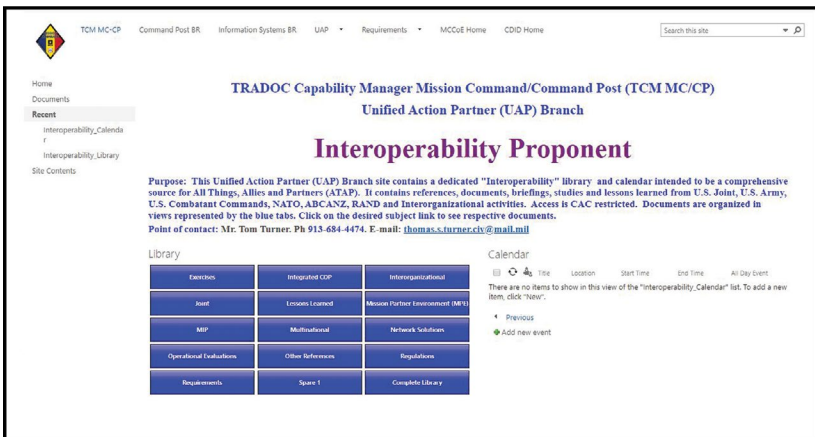 TCM MC-CP Command Post BR Information Systems BR UAP Requirements MCCoE Home CDID Home Search this site
Home
Documents
Recent
Interoperability_Calenda
r
Interoperability_Library
Site Contents
TRADOC Capability Manager Mission Command/Command Post (TCM MC/CP)
Unified Action Partner (UAP) Branch
Interoperability Proponent
Purpose: This Unified Action Partner (UAP) Branch site contains a dedicated "Interoperability" library and calendar intended to be a comprehensive
source for All Things, Allies and Partners (ATAP). It contains references, documents, briefings, studies and lessons learned from U.S. Joint, U.S. Army,
U.S. Combatant Commands, NATO, ABCANZ, RAND and Interorganizational activities. Access is CAC restricted. Documents are organized in
views represented by the blue tabs. Click on the desired subject link to see respective documents.
Point of contact: Mr. Tom Turner. Ph 913-684-4474. E-mail: thomas.s.turner.civ@mail.mil
Library
Exercises Integrated COP Interorganizational
Joint Lessons Learned Mission Partner Environment (MPE)
MIP Multinational Network Solutions
Operational Evaluations Other References Regulations
Requirements Spare 1 Complete Library
Calendar
Title Location Start Time End Time All Day Event
There are no items to show in this view of the "Interoperability_Calendar" list. To add a new
item, click "New".
Previous
Add new event